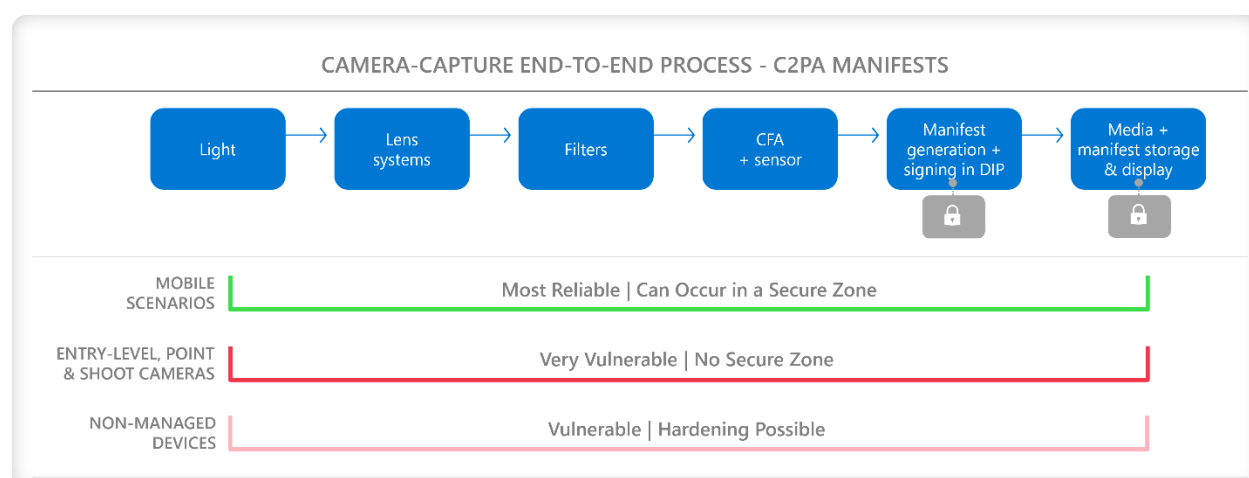 CAMERA-CAPTURE END-TO-END PROCESS - C2PA MANIFESTS
Light
Lens
systems
Filters
CFA
+ sensor
Manifest
generation +
signing in DIP
Media +
manifest storage
& display
MOBILE
SCENARIOS
Most Reliable | Can Occur in a Secure Zone
ENTRY-LEVEL, POINT
& SHOOT CAMERAS
Very Vulnerable | No Secure Zone
NON-MANAGED
DEVICES
Vulnerable | Hardening Possible